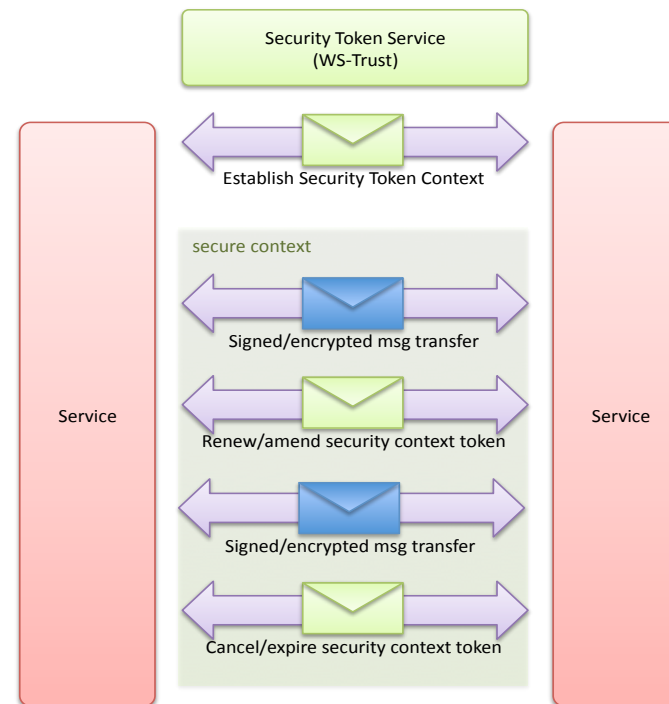 Security Token Service
(WS-Trust)
Establish Security Token Context
secure context
Signed/encrypted msg transfer
Service
Renew/amend security context token
Service
Signed/encrypted msg transfer
Cancel/expire security context token